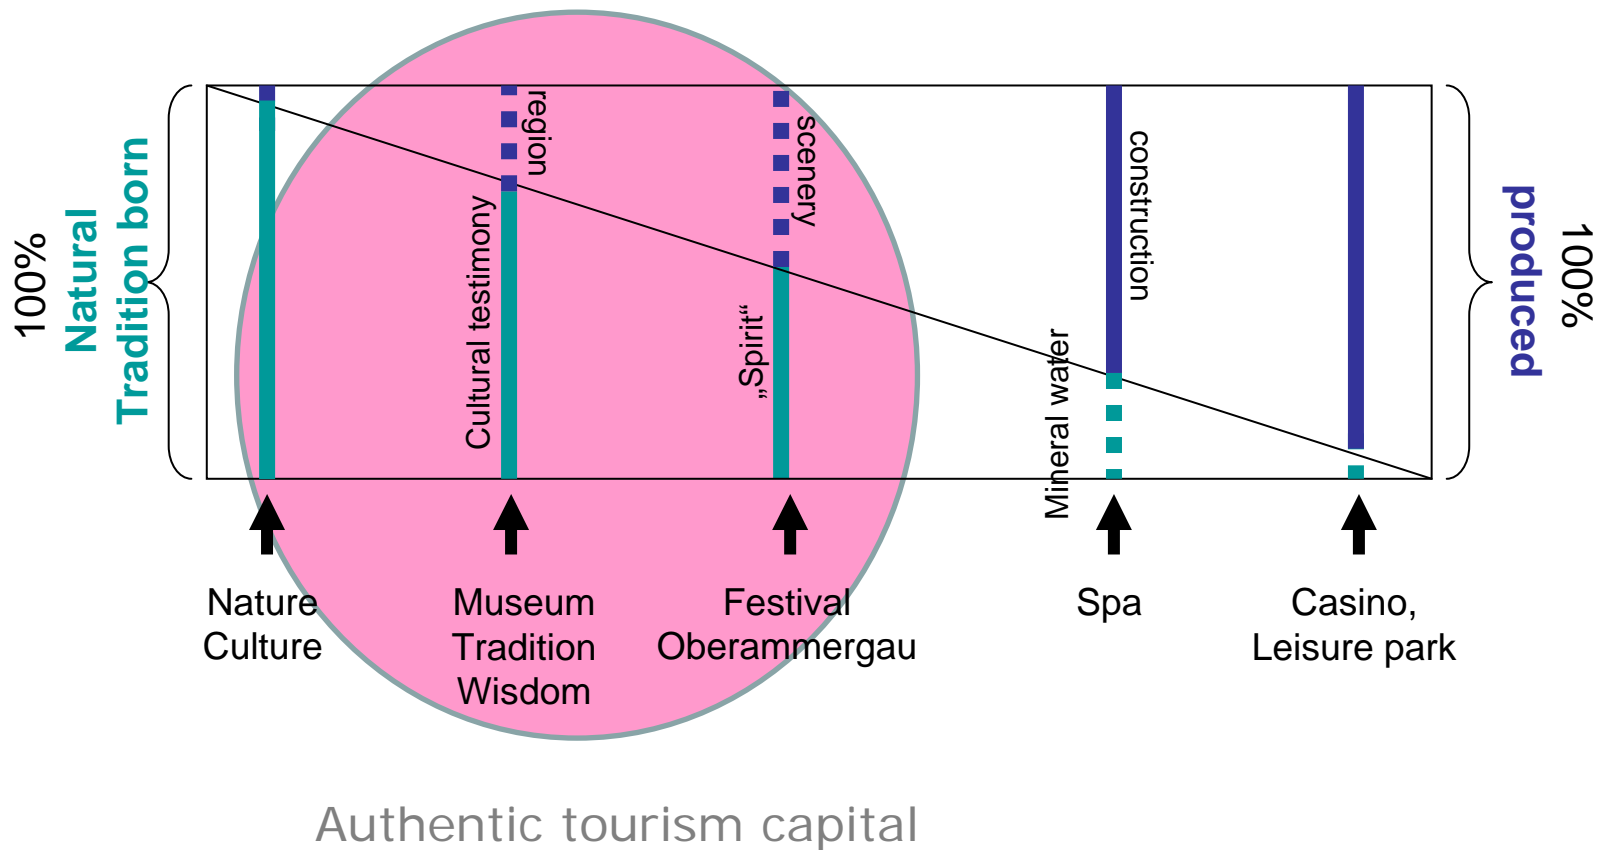 100%
Natural
Tradition born
region
Cultural testimony
scenery
„Spirit“
construction
Mineral water
produced
100%
Nature
Culture
Museum
Tradition
Wisdom
Festival
Oberammergau
Spa
Casino,
Leisure park
Authentic tourism capital